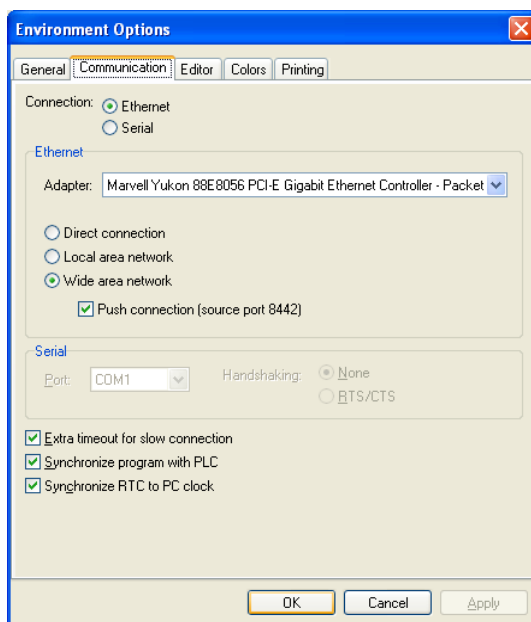 Environment Options
General Communication Editor Colors Printing
Connection: Ethernet
Serial
Ethernet
Adapter: Marvell Yukon 88E8056 PCI-E Gigabit Ethernet Controller - Packet
Direct connection
Local area network
Wide area network
Push connection (source port 8442)
Serial
Port: COM1 Handshaking: None
RTS/CTS
Extra timeout for slow connection
Synchronize program with PLC
Synchronize RTC to PC clock
OK Cancel Apply